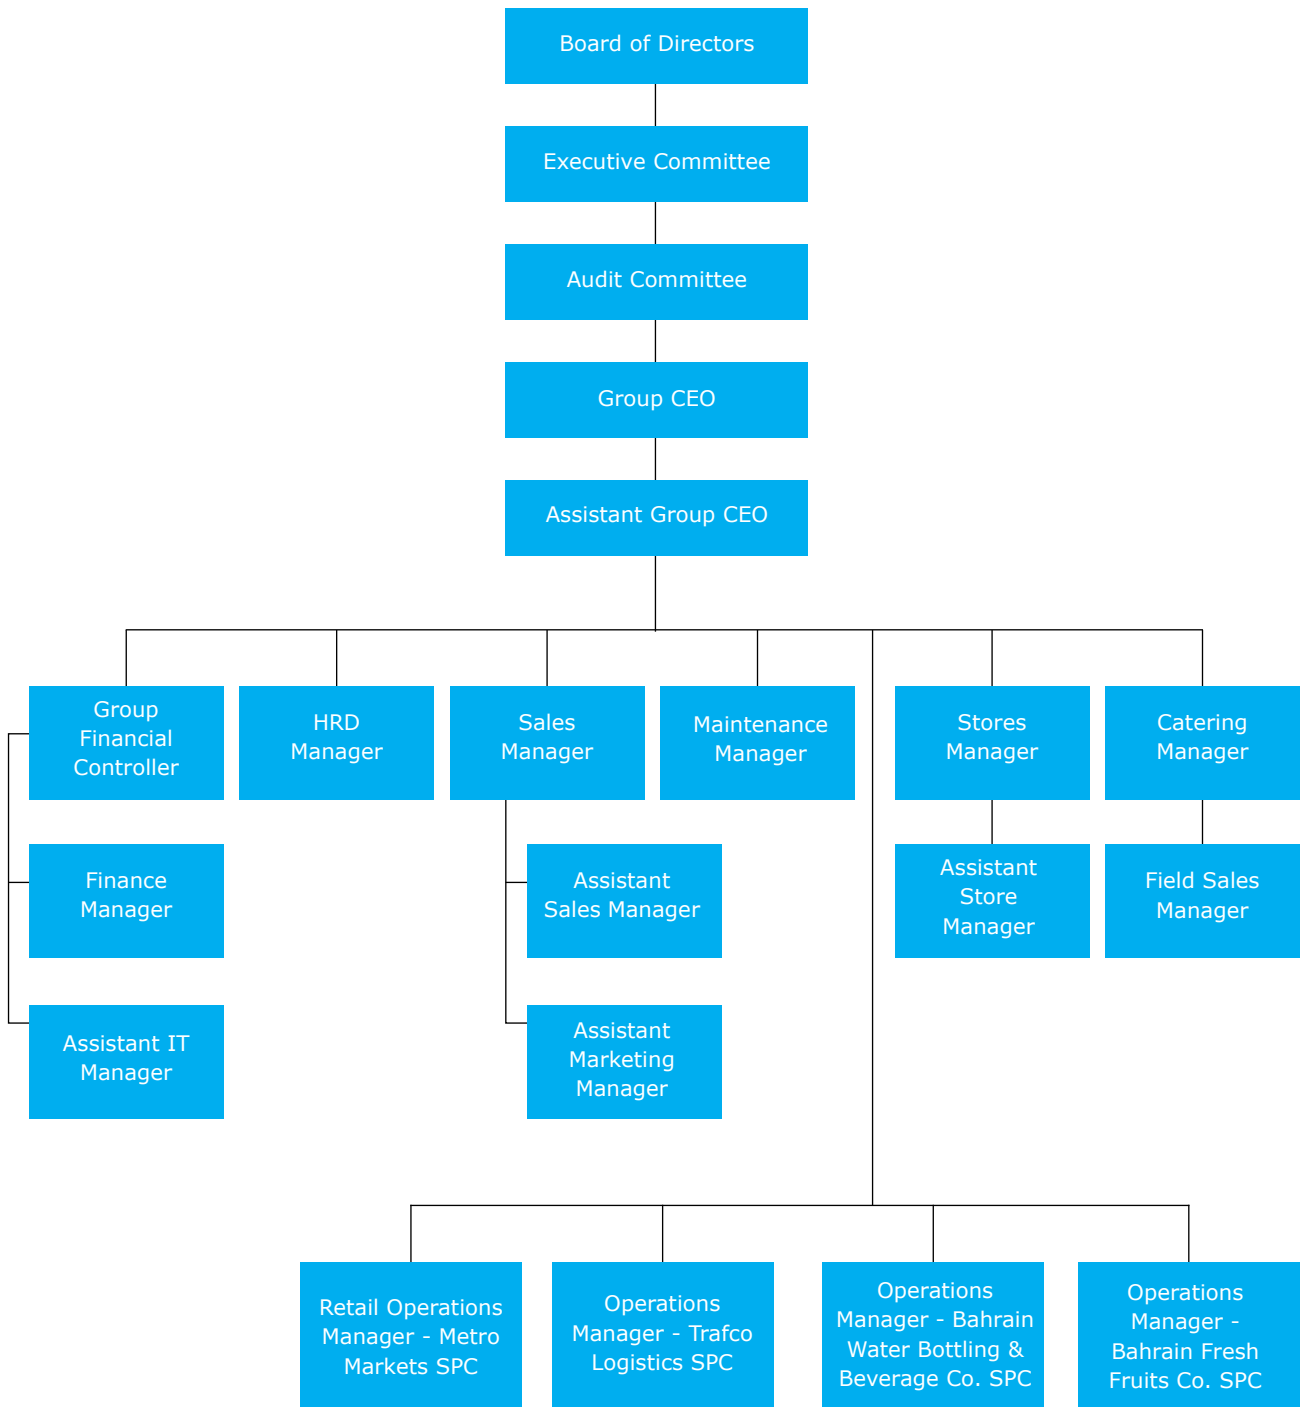 Board of Directors
Executive Committee
Audit Committee
Group CEO
Assistant Group CEO
Group
Financial
Controller
HRD
Manager
Sales
Manager
Maintenance
Manager
Stores
Manager
Catering
Manager
Finance
Manager
Assistant
Sales Manager
Assistant
Store
Manager
Field Sales
Manager
Assistant IT
Manager
Assistant
Marketing
Manager
Retail Operations
Manager - Metro
Markets SPC
Operations
Manager - Trafco
Logistics SPC
Operations
Manager - Bahrain
Water Bottling &
Beverage Co. SPC
Operations
Manager -
Bahrain Fresh
Fruits Co. SPC